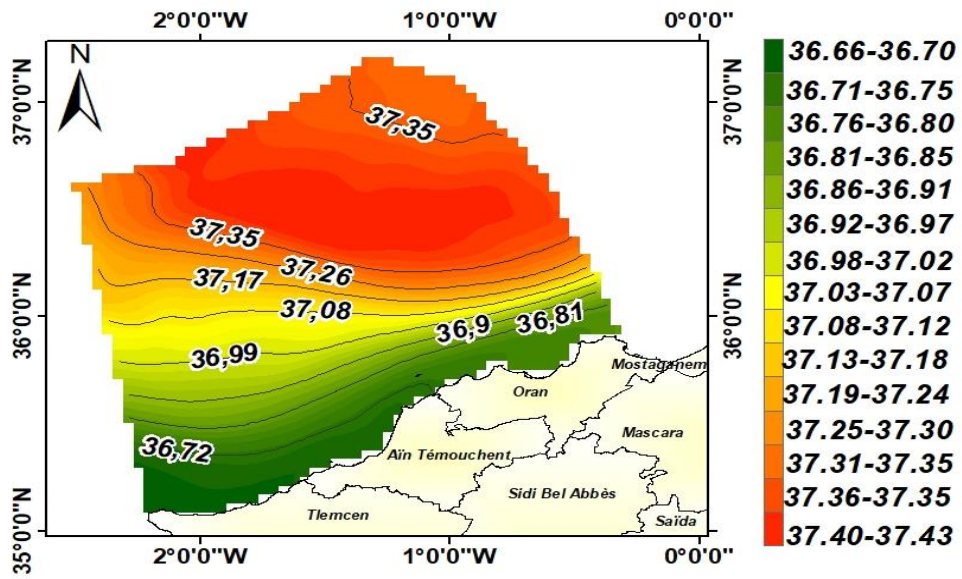 2°0'0"W 1°0'0"W 0°0'0"
N
37°0'0"N
36°0'0"N
35°0'0"N
37°0'0"N
36°0'0"N
35°0'0"N
37,35
37,35
37,26
37,17
37,08
36,9
36,81
36,99
36,72
Mostaganem
Oran
Mascara
Aïn Témouchent
Sidi Bel Abbès
Tlemcen
Saïda
2°0'0"W 1°0'0"W 0°0'0"
36.66-36.70
36.71-36.75
36.76-36.80
36.81-36.85
36.86-36.91
36.92-36.97
36.98-37.02
37.03-37.07
37.08-37.12
37.13-37.18
37.19-37.24
37.25-37.30
37.31-37.35
37.36-37.35
37.40-37.43